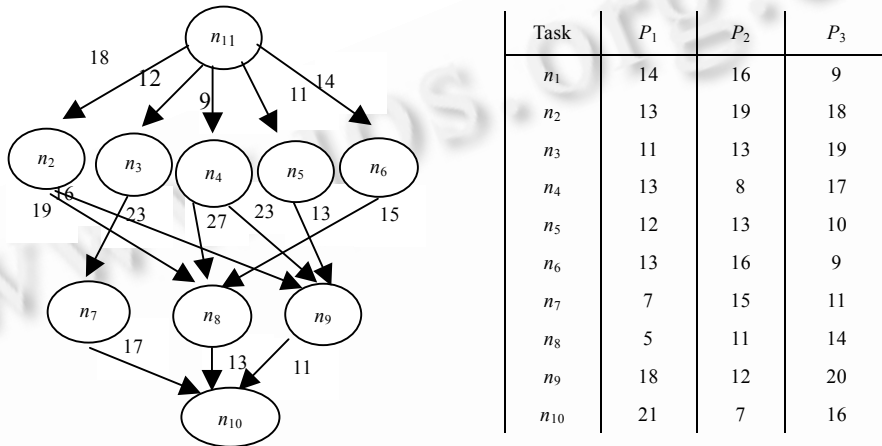 n11
18
12
9
11
14
n2
n3
n4
n5
n6
16
19
23
27
23
13
15
n7
n8
n9
17
13
11
n10
Task P1 P2 P3
n1 14 16 9
n2 13 19 18
n3 11 13 19
n4 13 8 17
n5 12 13 10
n6 13 16 9
n7 7 15 11
n8 5 11 14
n9 18 12 20
n10 21 7 16